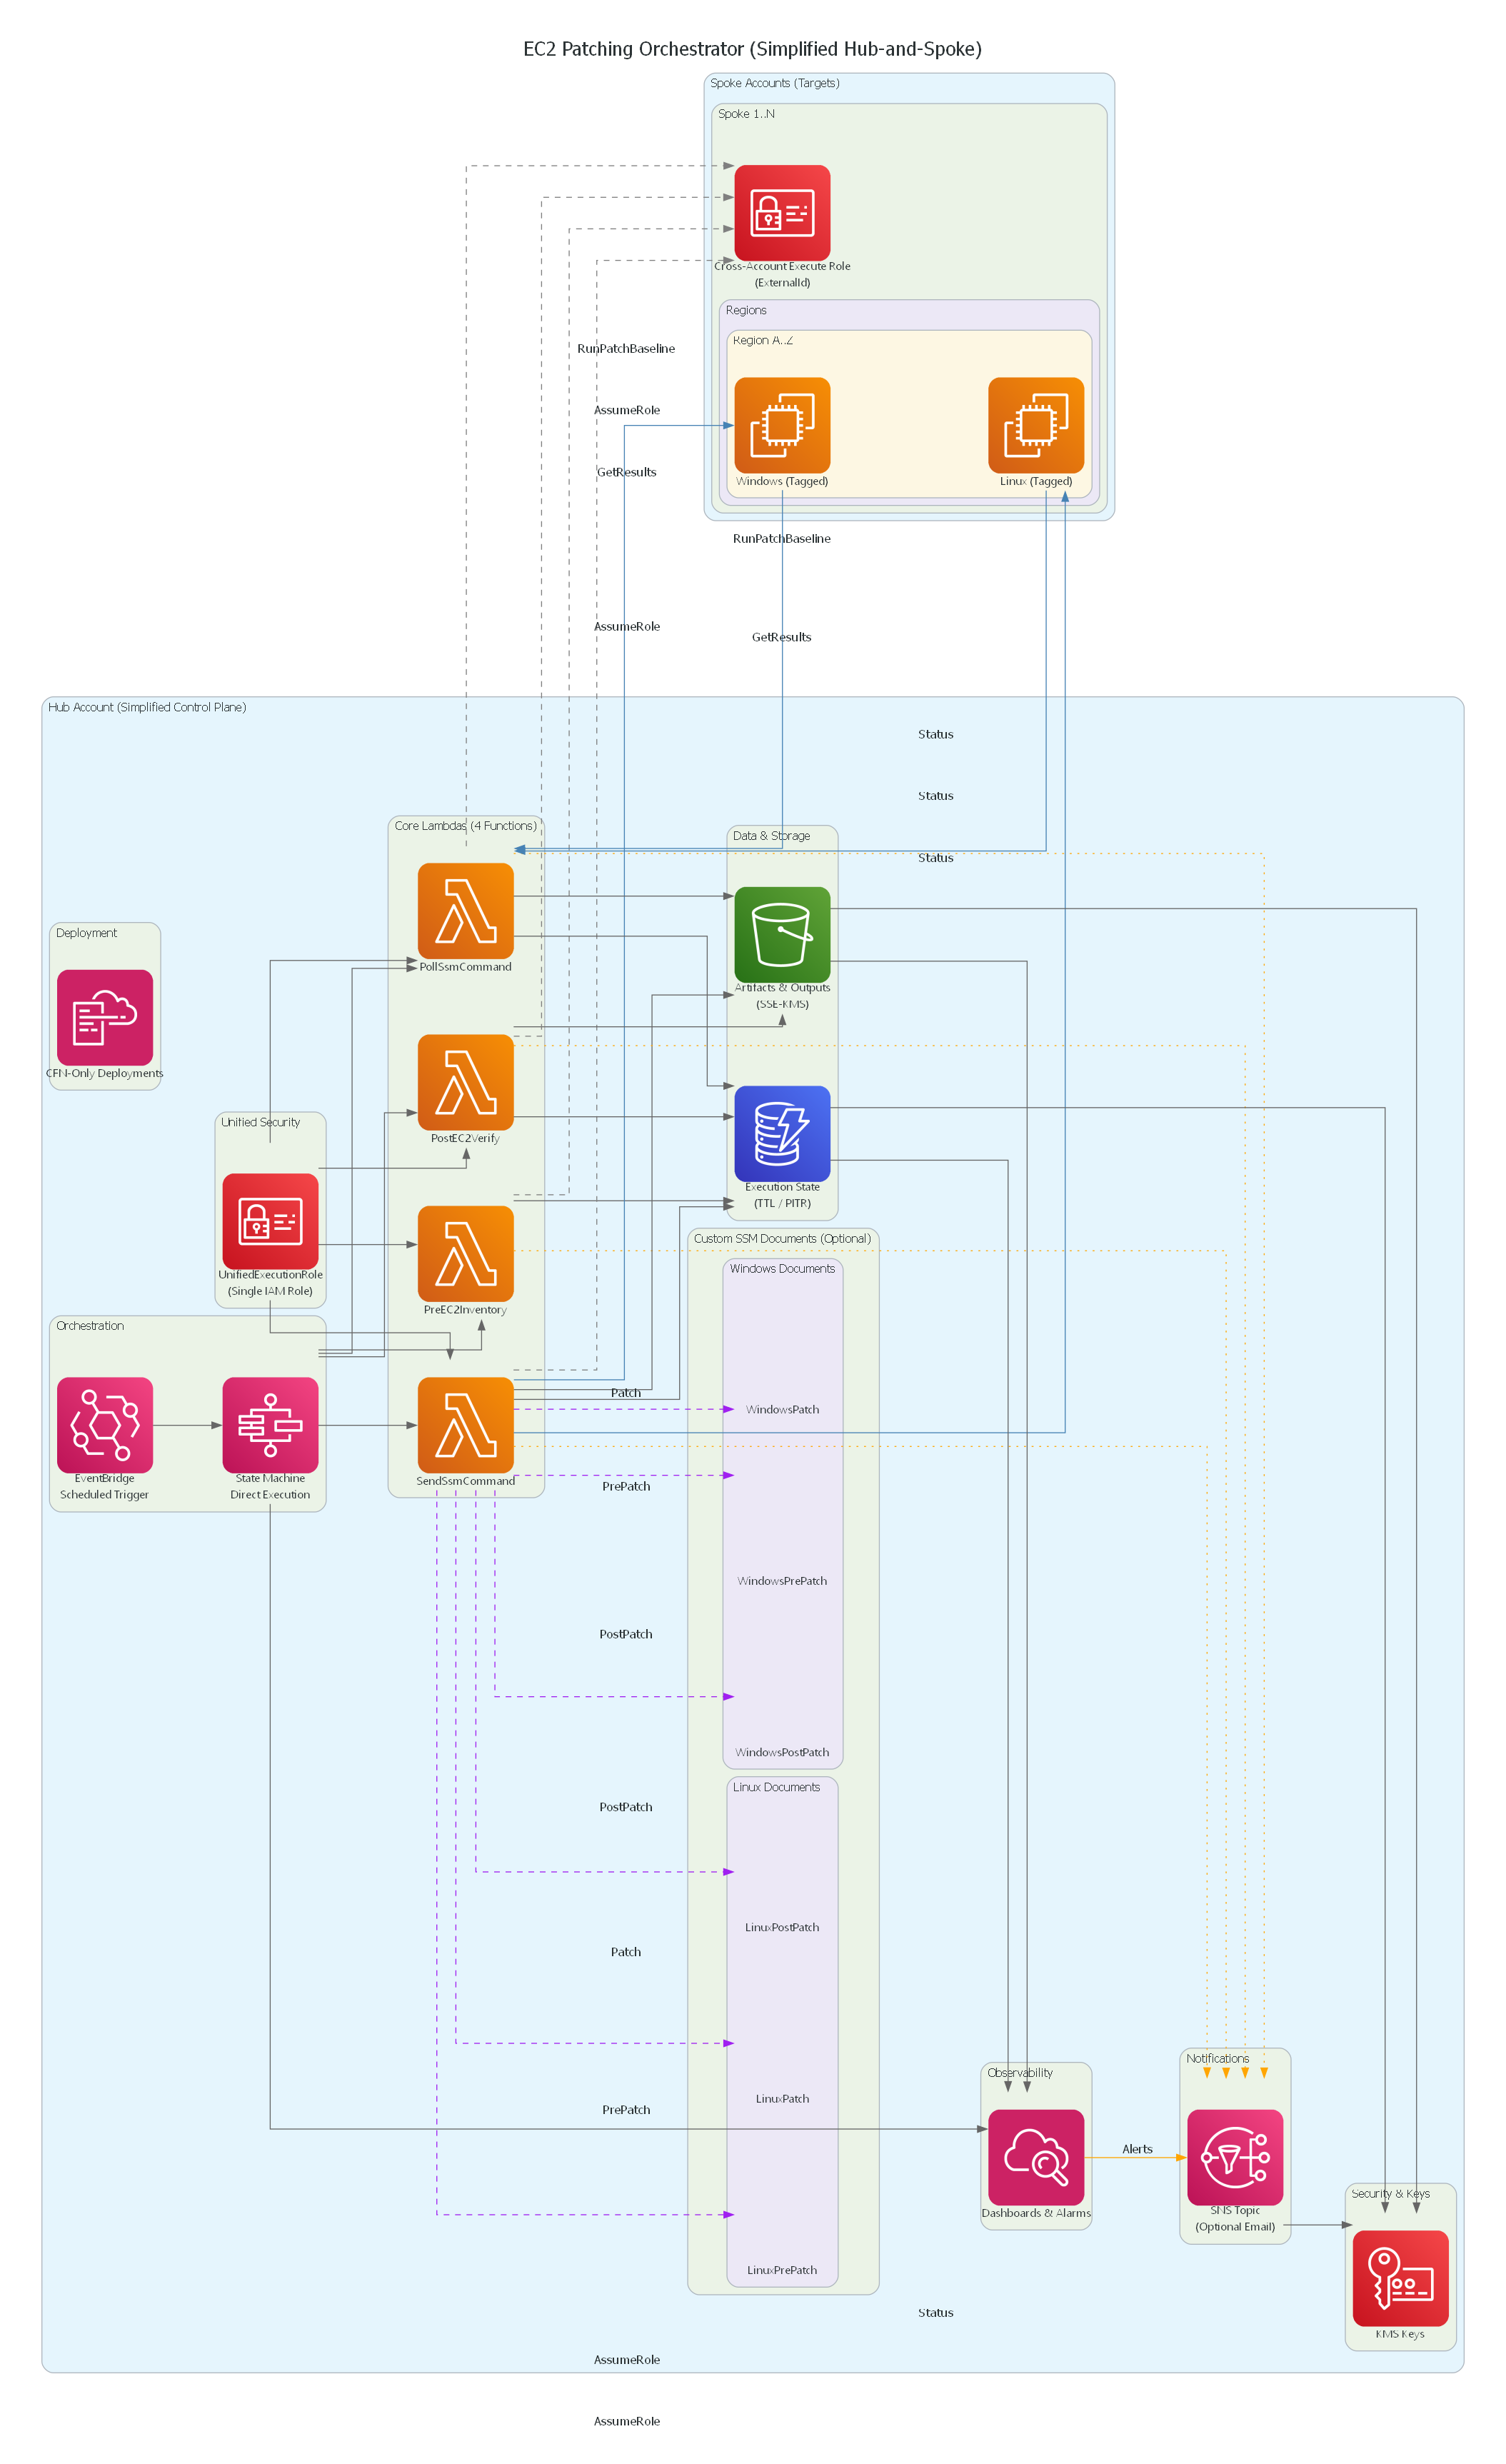 EC2 Patching Orchestrator (Simplified Hub-and-Spoke)
Spoke Accounts (Targets)
Spoke 1..N
Cross-Account Execute Role
(ExternalId)
Regions
Region A..Z
RunPatchBaseline
AssumeRole
GetResults
Windows (Tagged)
Linux (Tagged)
RunPatchBaseline
AssumeRole
GetResults
Hub Account (Simplified Control Plane)
Status
Status
Status
Core Lambdas (4 Functions)
Data & Storage
Deployment
PollSsmCommand
Artifacts & Outputs
(SSE-KMS)
CFN-Only Deployments
Unified Security
PostEC2Verify
Execution State
(TTL / PITR)
Custom SSM Documents (Optional)
Windows Documents
UnifiedExecutionRole
(Single IAM Role)
PreEC2Inventory
Orchestration
Patch
WindowsPatch
EventBridge
Scheduled Trigger
State Machine
Direct Execution
SendSsmCommand
PrePatch
WindowsPrePatch
PostPatch
WindowsPostPatch
Linux Documents
PostPatch
LinuxPostPatch
Patch
Observability
Notifications
LinuxPatch
PrePatch
Alerts
Security & Keys
Dashboards & Alarms
SNS Topic
(Optional Email)
LinuxPrePatch
Status
KMS Keys
AssumeRole
AssumeRole